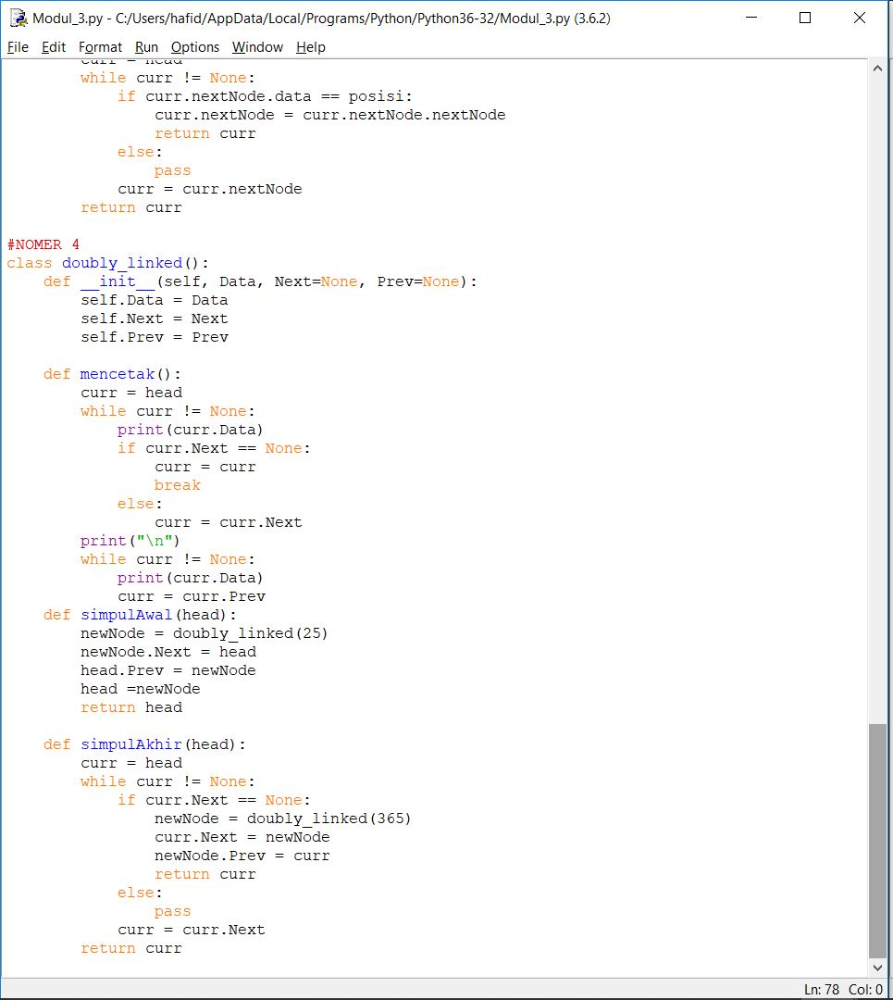 Modul_3.py - C:/Users/hafid/AppData/Local/Programs/Python/Python36-32/Modul_3.py (3.6.2)
File Edit Format Run Options Window Help
        curr = head
        while curr != None:
            if curr.nextNode.data == posisi:
                curr.nextNode = curr.nextNode.nextNode
                return curr
            else:
                pass
            curr = curr.nextNode
        return curr
#NOMER 4
class doubly_linked():
    def __init__(self, Data, Next=None, Prev=None):
        self.Data = Data
        self.Next = Next
        self.Prev = Prev
    def mencetak():
        curr = head
        while curr != None:
            print(curr.Data)
            if curr.Next == None:
                curr = curr
                break
            else:
                curr = curr.Next
        print("\n")
        while curr != None:
            print(curr.Data)
            curr = curr.Prev
    def simpulAwal(head):
        newNode = doubly_linked(25)
        newNode.Next = head
        head.Prev = newNode
        head =newNode
        return head
    def simpulAkhir(head):
        curr = head
        while curr != None:
            if curr.Next == None:
                newNode = doubly_linked(365)
                curr.Next = newNode
                newNode.Prev = curr
                return curr
            else:
                pass
            curr = curr.Next
        return curr
Ln: 78 Col: 0